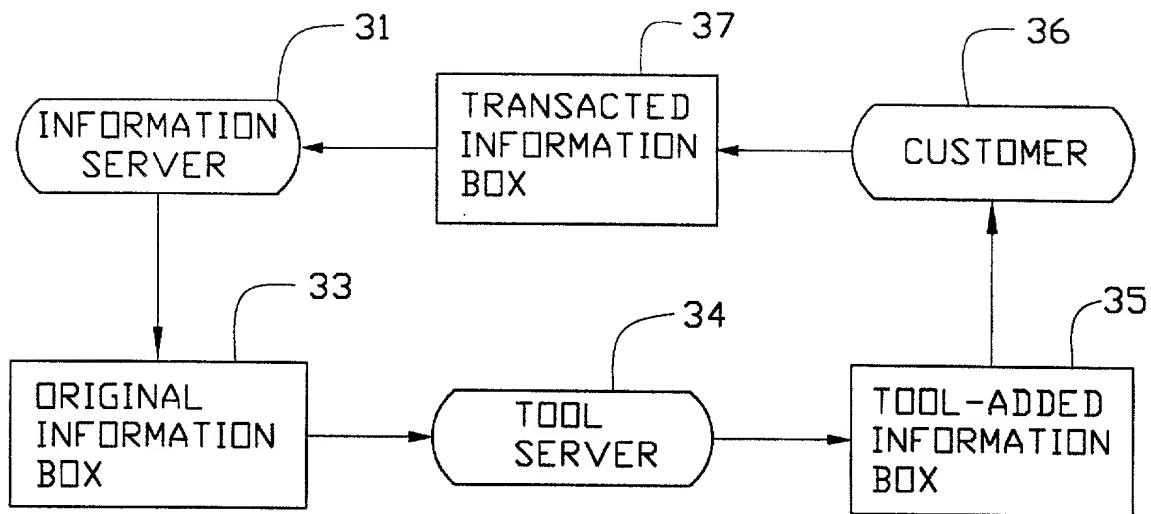 31
37
36
INFORMATION
SERVER
TRANSACTED
INFORMATION
BOX
CUSTOMER
33
34
35
ORIGINAL
INFORMATION
BOX
TOOL
SERVER
TOOL-ADDED
INFORMATION
BOX